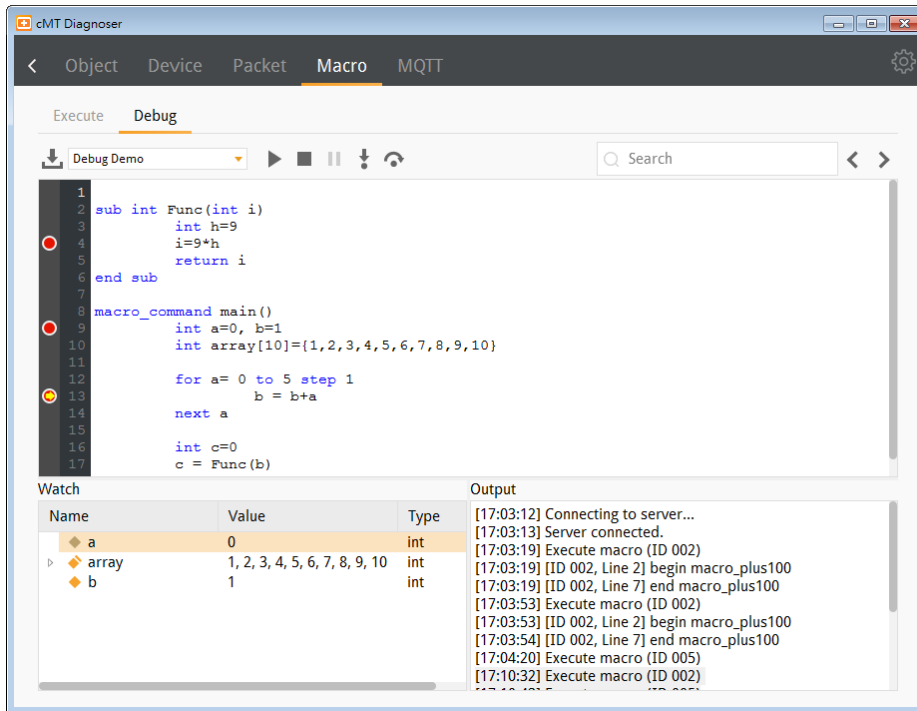 cMT Diagnoser
Object Device Packet Macro MQTT
Execute Debug
Debug Demo Search
1
2 sub int Func(int i)
3 int h=9
4 i=9*h
5 return i
6 end sub
7
8 macro_command main()
9 int a=0, b=1
10 int array[10]={1,2,3,4,5,6,7,8,9,10}
11
12 for a= 0 to 5 step 1
13 b = b+a
14 next a
15
16 int c=0
17 c = Func(b)
Watch
Name Value Type
a 0 int
array 1, 2, 3, 4, 5, 6, 7, 8, 9, 10 int
b 1 int
Output
[17:03:12] Connecting to server...
[17:03:13] Server connected.
[17:03:19] Execute macro (ID 002)
[17:03:19] [ID 002, Line 2] begin macro_plus100
[17:03:19] [ID 002, Line 7] end macro_plus100
[17:03:53] Execute macro (ID 002)
[17:03:53] [ID 002, Line 2] begin macro_plus100
[17:03:54] [ID 002, Line 7] end macro_plus100
[17:04:20] Execute macro (ID 005)
[17:10:32] Execute macro (ID 002)